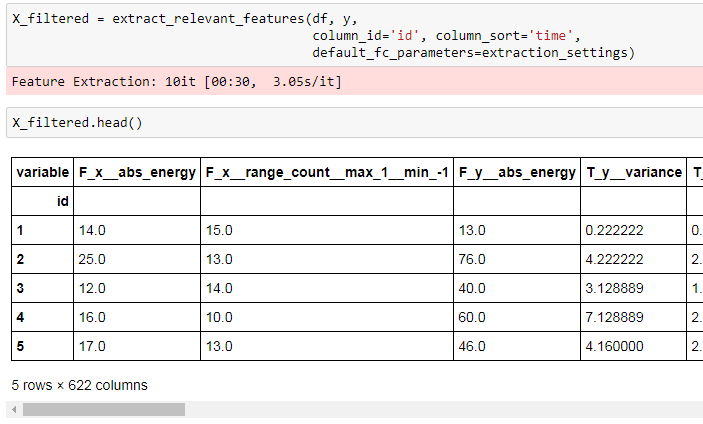 X_filtered = extract_relevant_features(df, y,
column_id='id', column_sort='time',
default_fc_parameters=extraction_settings)
Feature Extraction: 10it [00:30,  3.05s/it]
X_filtered.head()
variable F_x__abs_energy F_x__range_count__max_1__min_-1 F_y__abs_energy T_y__variance T_
id
1 14.0 15.0 13.0 0.222222 0.
2 25.0 13.0 76.0 4.222222 2.
3 12.0 14.0 40.0 3.128889 1.
4 16.0 10.0 60.0 7.128889 2.
5 17.0 13.0 46.0 4.160000 2.
5 rows × 622 columns